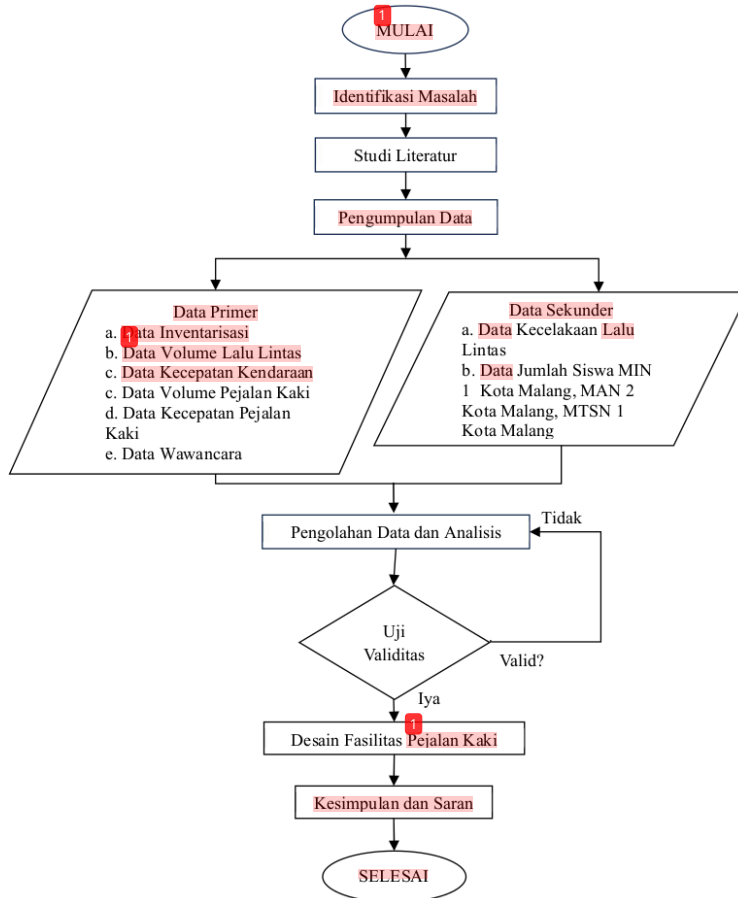 1
MULAI
Identifikasi Masalah
Studi Literatur
Pengumpulan Data
Data Primer
a. Data Inventarisasi
1
b. Data Volume Lalu Lintas
c. Data Kecepatan Kendaraan
c. Data Volume Pejalan Kaki
d. Data Kecepatan Pejalan
Kaki
e. Data Wawancara
Data Sekunder
a. Data Kecelakaan Lalu
Lintas
b. Data Jumlah Siswa MIN
1 Kota Malang, MAN 2
Kota Malang, MTSN 1
Kota Malang
Pengolahan Data dan Analisis
Tidak
Uji
Validitas
Valid?
Iya
1
Desain Fasilitas Pejalan Kaki
Kesimpulan dan Saran
SELESAI